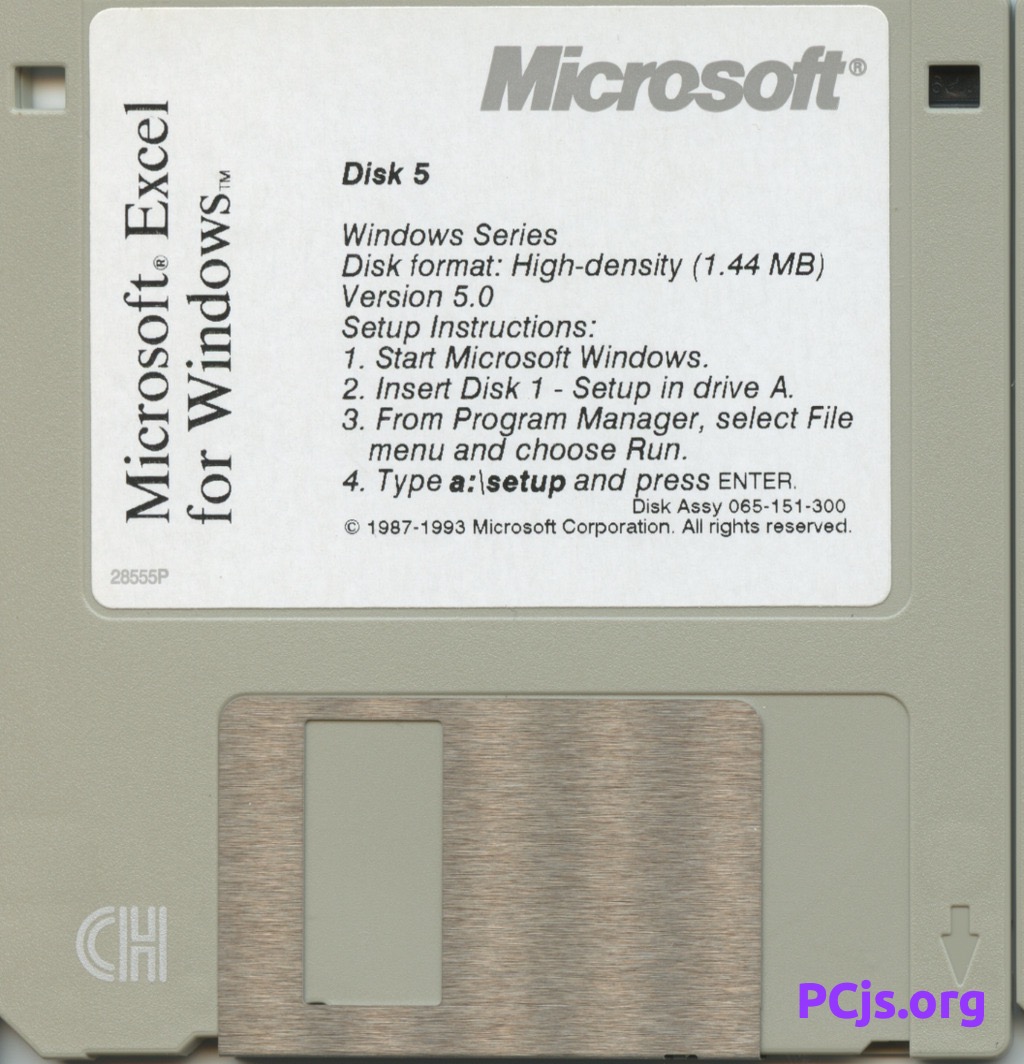 Microsoft®
Microsoft® Excel
for Windows™
Disk 5
Windows Series
Disk format: High-density (1.44 MB)
Version 5.0
Setup Instructions:
1. Start Microsoft Windows.
2. Insert Disk 1 - Setup in drive A.
3. From Program Manager, select File
menu and choose Run.
4. Type a:\setup and press ENTER.
Disk Assy 065-151-300
© 1987-1993 Microsoft Corporation. All rights reserved.
28555P
CH
PCjs.org